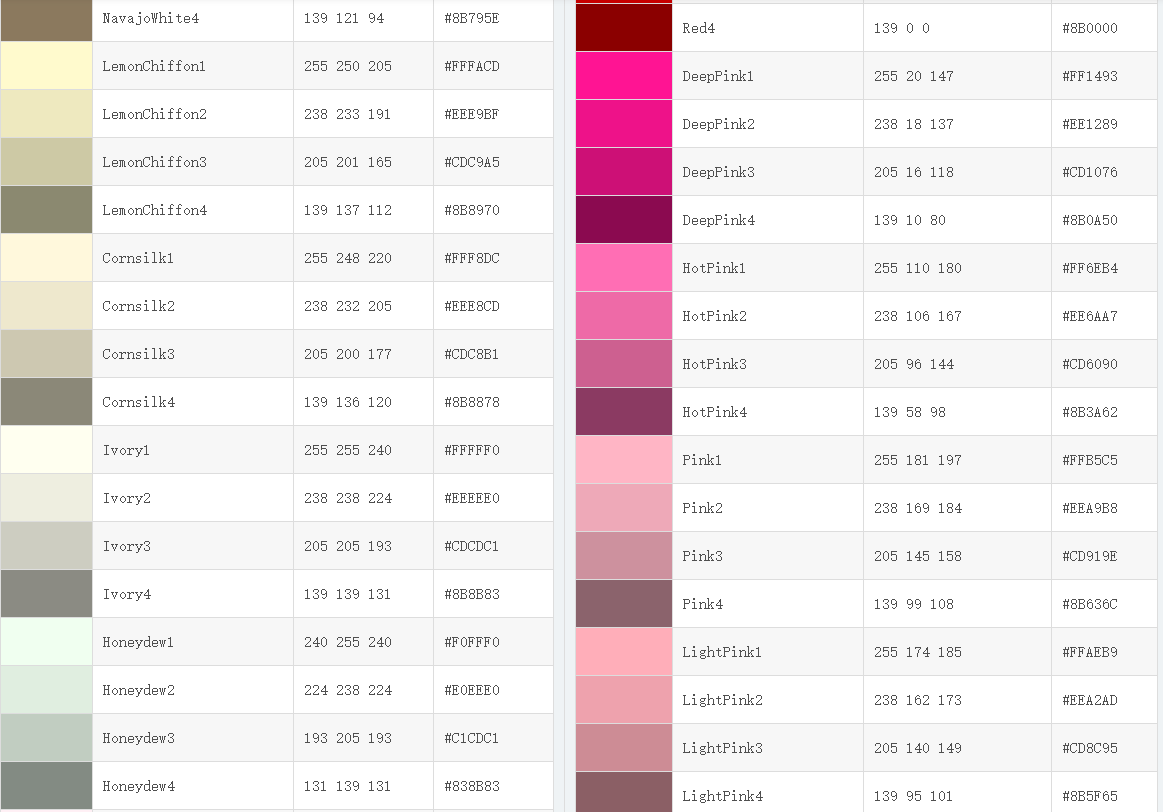 NavajoWhite4 139 121 94 #8B795E
LemonChiffon1 255 250 205 #FFFACD
LemonChiffon2 238 233 191 #EEE9BF
LemonChiffon3 205 201 165 #CDC9A5
LemonChiffon4 139 137 112 #8B8970
Cornsilk1 255 248 220 #FFF8DC
Cornsilk2 238 232 205 #EEE8CD
Cornsilk3 205 200 177 #CDC8B1
Cornsilk4 139 136 120 #8B8878
Ivory1 255 255 240 #FFFFF0
Ivory2 238 238 224 #EEEEE0
Ivory3 205 205 193 #CDCDC1
Ivory4 139 139 131 #8B8B83
Honeydew1 240 255 240 #F0FFF0
Honeydew2 224 238 224 #E0EEE0
Honeydew3 193 205 193 #C1CDC1
Honeydew4 131 139 131 #838B83
Red4 139 0 0 #8B0000
DeepPink1 255 20 147 #FF1493
DeepPink2 238 18 137 #EE1289
DeepPink3 205 16 118 #CD1076
DeepPink4 139 10 80 #8B0A50
HotPink1 255 110 180 #FF6EB4
HotPink2 238 106 167 #EE6AA7
HotPink3 205 96 144 #CD6090
HotPink4 139 58 98 #8B3A62
Pink1 255 181 197 #FFB5C5
Pink2 238 169 184 #EEA9B8
Pink3 205 145 158 #CD919E
Pink4 139 99 108 #8B636C
LightPink1 255 174 185 #FFAEB9
LightPink2 238 162 173 #EEA2AD
LightPink3 205 140 149 #CD8C95
LightPink4 139 95 101 #8B5F65